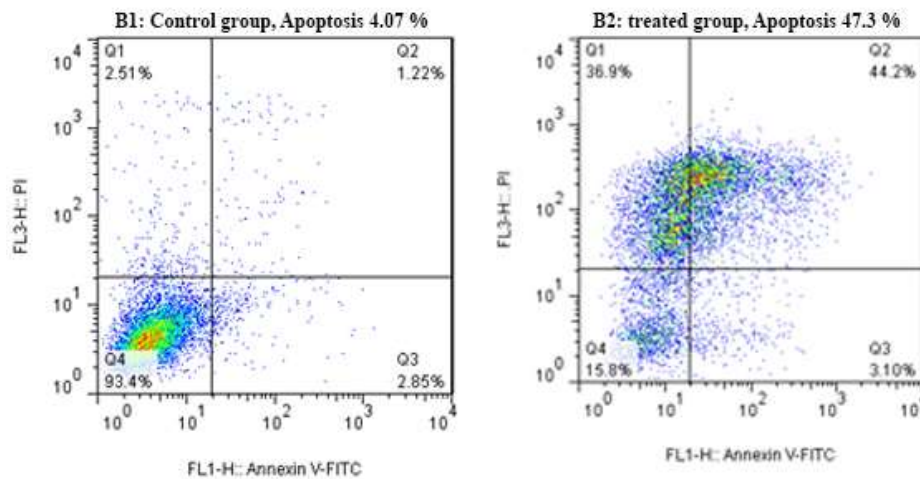 B1: Control group, Apoptosis 4.07 %
Q1
2.51%
Q2
1.22%
Q4
93.4%
Q3
2.85%
10^4
10^3
10^2
10^1
10^0
FL3-H:: PI
10^0 10^1 10^2 10^3 10^4
FL1-H:: Annexin V-FITC
B2: treated group, Apoptosis 47.3 %
Q1
36.9%
Q2
44.2%
Q4
15.8%
Q3
3.10%
10^4
10^3
10^2
10^1
10^0
FL3-H:: PI
10^0 10^1 10^2 10^3 10^4
FL1-H:: Annexin V-FITC